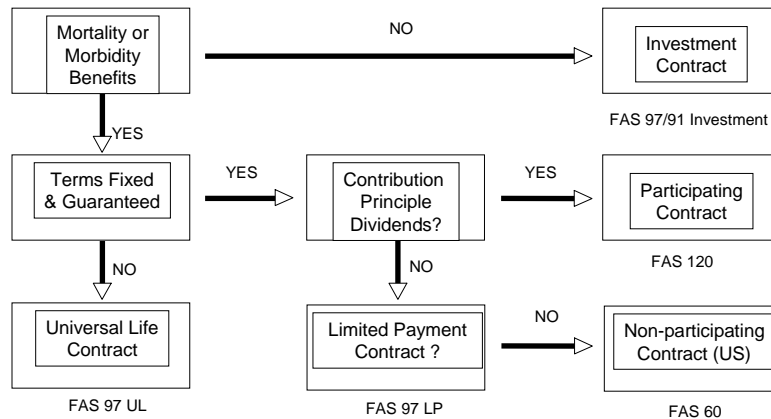 Mortality or
Morbidity
Benefits
NO
Investment
Contract
FAS 97/91 Investment
YES
Terms Fixed
& Guaranteed
YES
Contribution
Principle
Dividends?
YES
Participating
Contract
FAS 120
NO
NO
Universal Life
Contract
FAS 97 UL
Limited Payment
Contract ?
FAS 97 LP
NO
Non-participating
Contract (US)
FAS 60